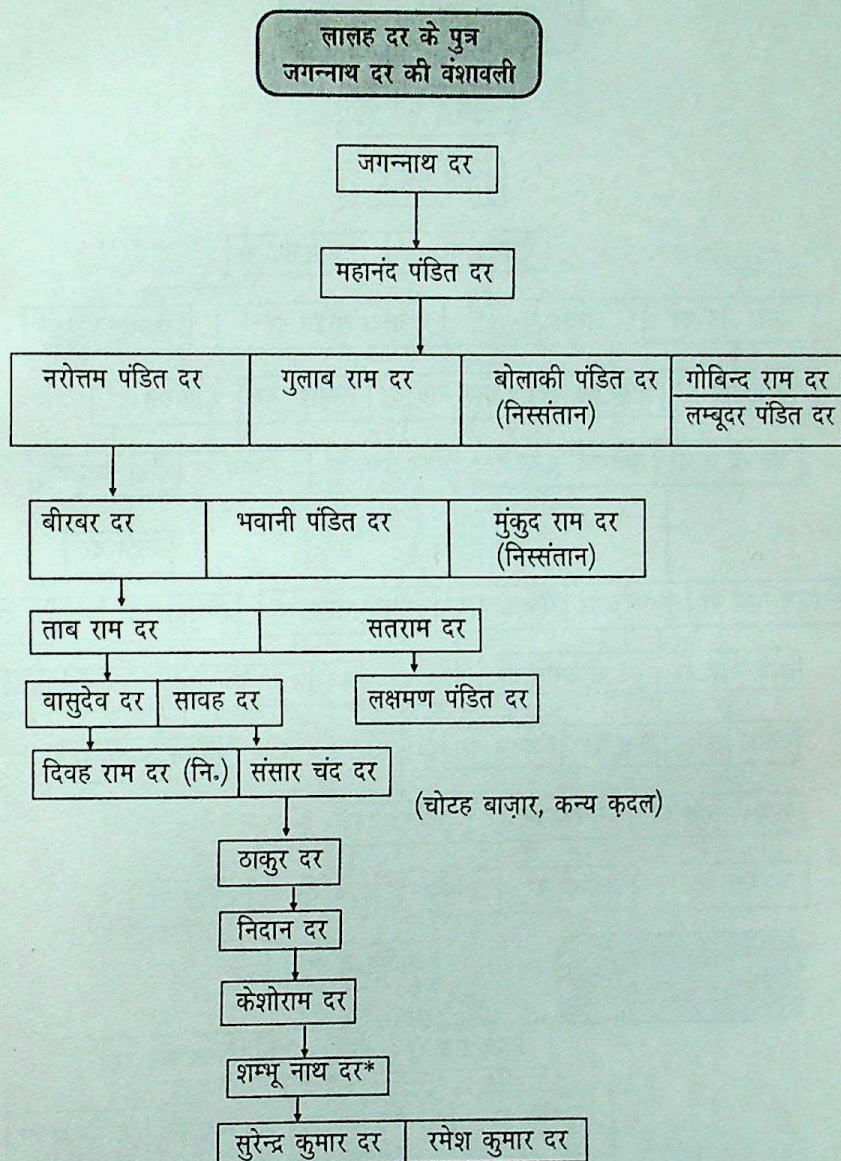 लालह दर के पुत्र
जगन्नाथ दर की वंशावली
जगन्नाथ दर
महानंद पंडित दर
नरोत्तम पंडित दर
गुलाब राम दर
बोलाकी पंडित दर
(निस्संतान)
गोबिन्द राम दर
लम्बूदर पंडित दर
बीरबर दर
भवानी पंडित दर
मुंकुद राम दर
(निस्संतान)
ताब राम दर
सतराम दर
वासुदेव दर
सावह दर
लक्षमण पंडित दर
दिवह राम दर (नि॰)
संसार चंद दर
(चोटह बाज़ार, कन्य क़दल)
ठाकुर दर
निदान दर
केशोराम दर
शम्भू नाथ दर*
सुरेन्द्र कुमार दर
रमेश कुमार दर